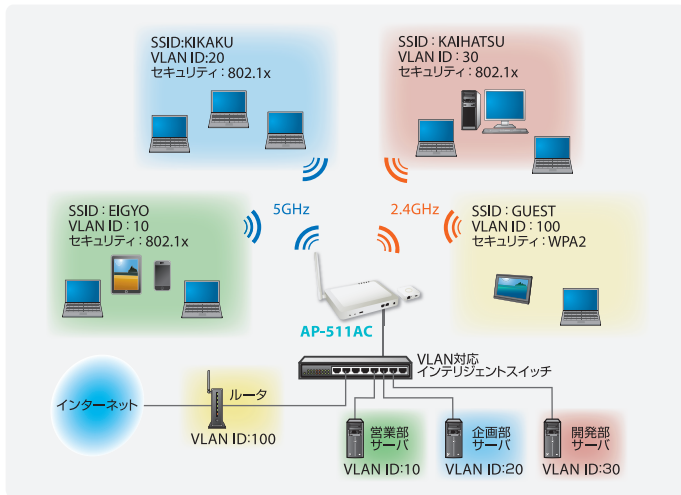 SSID:KIKAKU
VLAN ID:20
セキュリティ：802.1x
SSID：KAIHATSU
VLAN ID：30
セキュリティ：802.1x
SSID：EIGYO
VLAN ID：10
セキュリティ：802.1x
5GHz
2.4GHz
SSID：GUEST
VLAN ID：100
セキュリティ：WPA2
AP-511AC
VLAN対応
インテリジェントスイッチ
インターネット
ルータ
VLAN ID:100
営業部
サーバ
VLAN ID:10
企画部
サーバ
VLAN ID:20
開発部
サーバ
VLAN ID:30